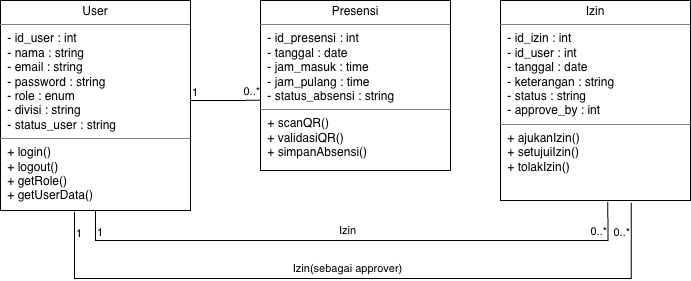 User
- id_user : int
- nama : string
- email : string
- password : string
- role : enum
- divisi : string
- status_user : string
+ login()
+ logout()
+ getRole()
+ getUserData()
1
0..*
Presensi
- id_presensi : int
- tanggal : date
- jam_masuk : time
- jam_pulang : time
- status_absensi : string
+ scanQR()
+ validasiQR()
+ simpanAbsensi()
Izin
- id_izin : int
- id_user : int
- tanggal : date
- keterangan : string
- status : string
- approve_by : int
+ ajukanIzin()
+ setujuiIzin()
+ tolakIzin()
1
1
Izin
0..*
0..*
Izin(sebagai approver)